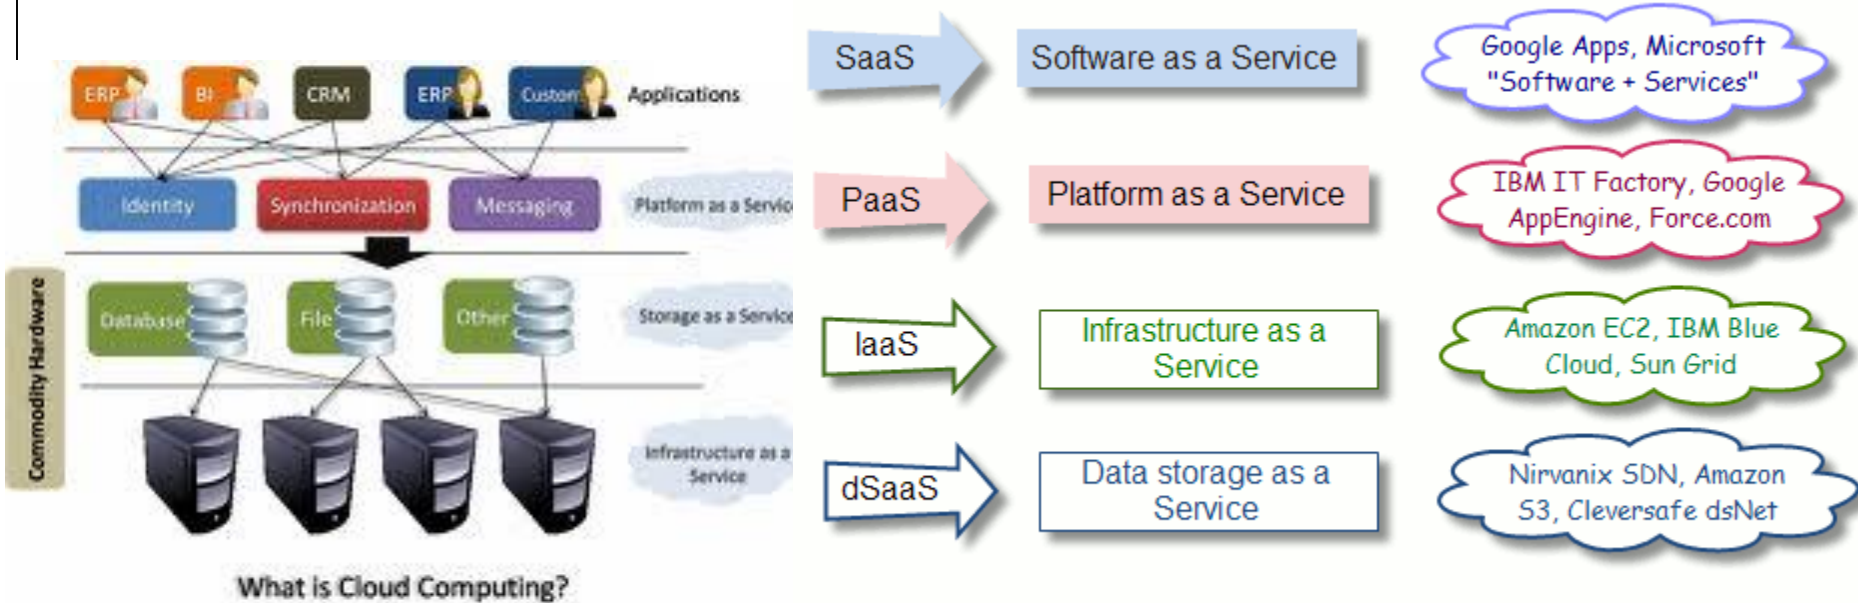 ERP
BI
CRM
ERP
Custom
Applications
Identity
Synchronization
Messaging
Platform as a Servic
Commodity Hardware
Database
File
Other
Storage as a Service
Infrastructure as a
Service
What is Cloud Computing?
SaaS
Software as a Service
Google Apps, Microsoft
"Software + Services"
PaaS
Platform as a Service
IBM IT Factory, Google
AppEngine, Force.com
IaaS
Infrastructure as a
Service
Amazon EC2, IBM Blue
Cloud, Sun Grid
dSaaS
Data storage as a
Service
Nirvanix SDN, Amazon
S3, Cleversafe dsNet